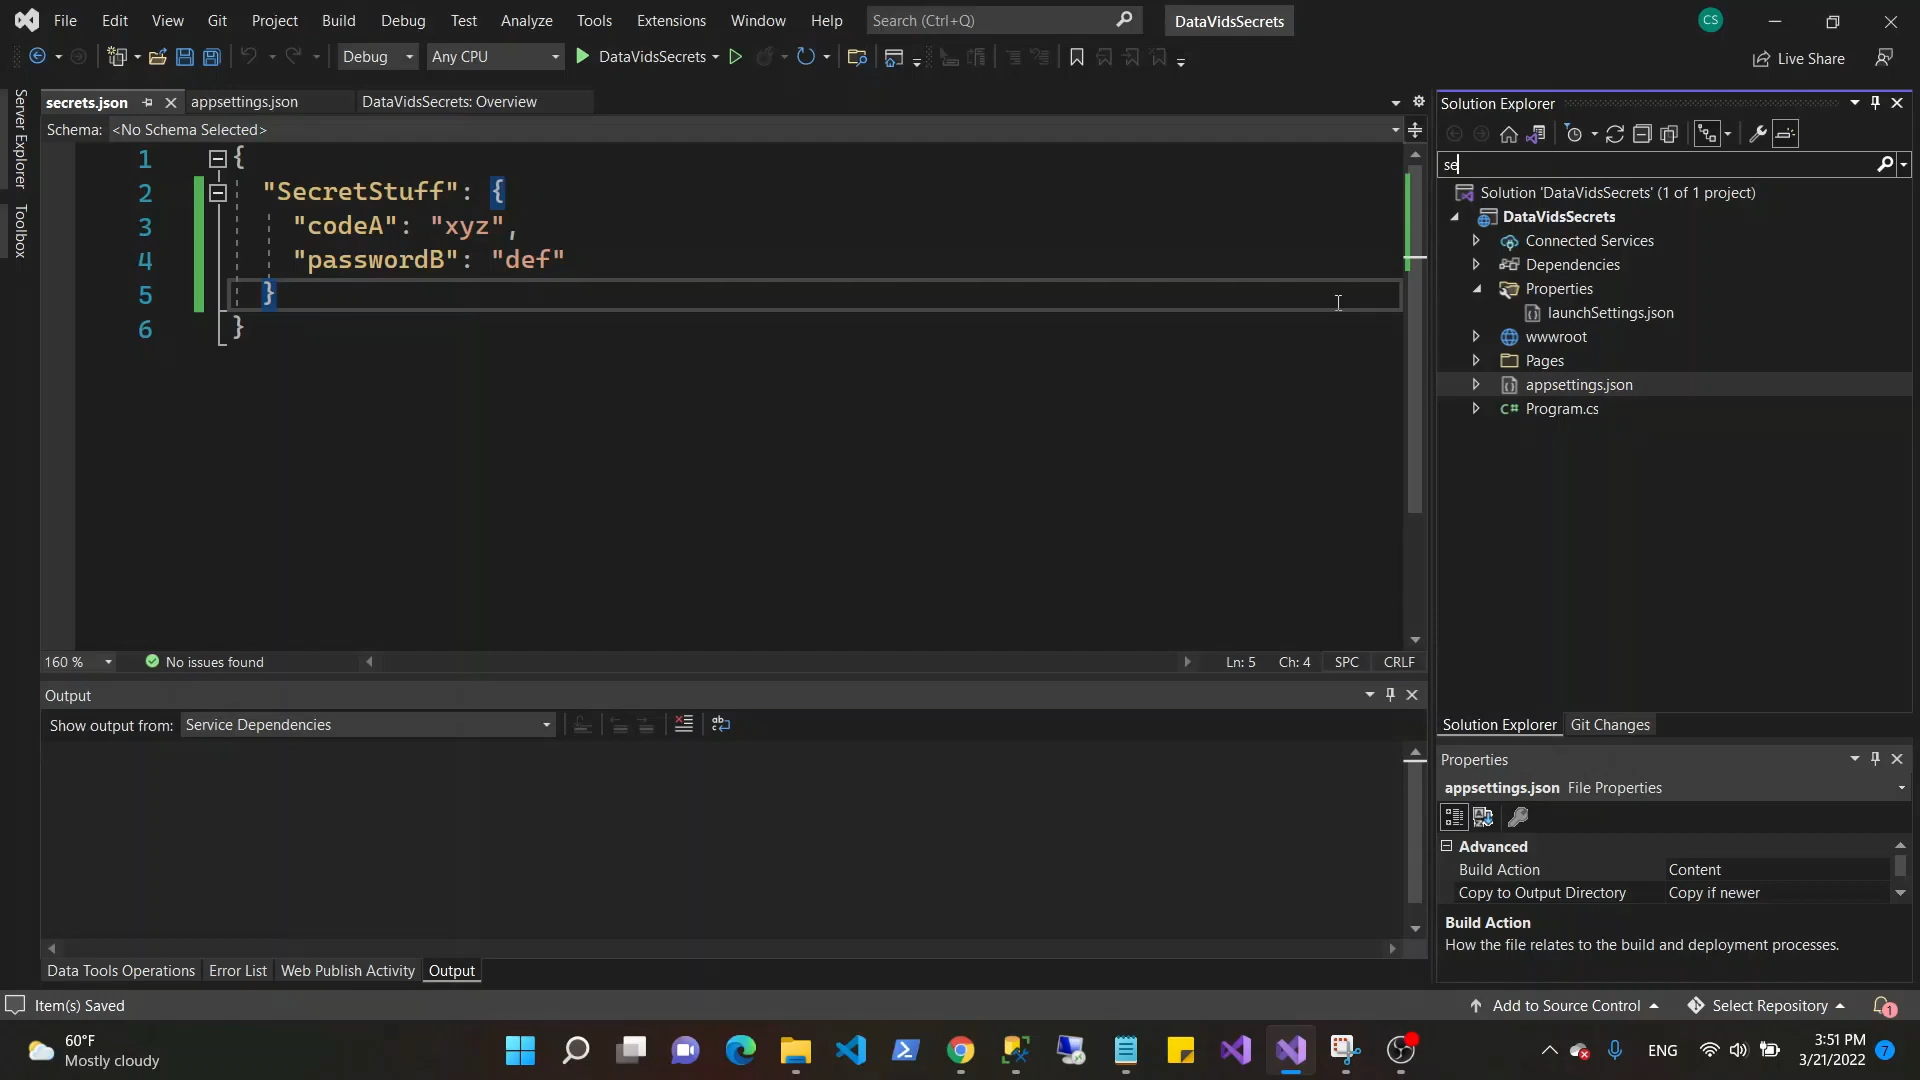 File Edit View Git Project Build Debug Test Analyze Tools Extensions Window Help Search (Ctrl+Q) DataVidsSecrets CS
Debug Any CPU DataVidsSecrets Live Share
Server Explorer
Toolbox
secrets.json appsettings.json DataVidsSecrets: Overview
Schema: <No Schema Selected>
1 {
2 "SecretStuff": {
3 "codeA": "xyz",
4 "passwordB": "def"
5 }
6 }
160 % No issues found Ln: 5 Ch: 4 SPC CRLF
Output
Show output from: Service Dependencies
Data Tools Operations Error List Web Publish Activity Output
Solution Explorer
se
Solution 'DataVidsSecrets' (1 of 1 project)
DataVidsSecrets
Connected Services
Dependencies
Properties
launchSettings.json
wwwroot
Pages
appsettings.json
C# Program.cs
Solution Explorer Git Changes
Properties
appsettings.json File Properties
Advanced
Build Action Content
Copy to Output Directory Copy if newer
Build Action
How the file relates to the build and deployment processes.
Item(s) Saved Add to Source Control Select Repository 1
60°F
Mostly cloudy
ENG
3:51 PM
3/21/2022
7